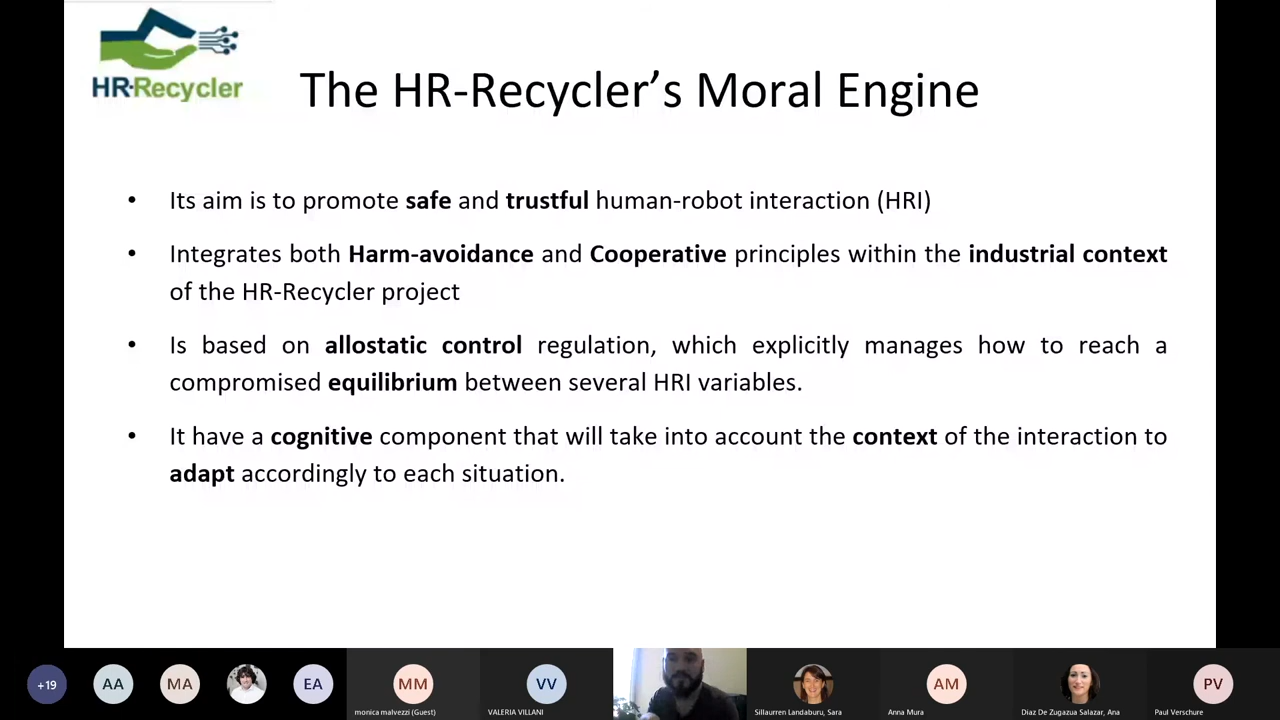 HR-Recycler
The HR-Recycler's Moral Engine
• Its aim is to promote safe and trustful human-robot interaction (HRI)
• Integrates both Harm-avoidance and Cooperative principles within the industrial context
of the HR-Recycler project
• Is based on allostatic control regulation, which explicitly manages how to reach a
compromised equilibrium between several HRI variables.
• It have a cognitive component that will take into account the context of the interaction to
adapt accordingly to each situation.
+19
AA
MA
EA
MM
VV
AM
PV
monica malvezzi (Guest)
VALERIA VILLANI
Sillaurren Landaburu, Sara
Anna Mura
Diaz De Zugazua Salazar, Ana
Paul Verschure